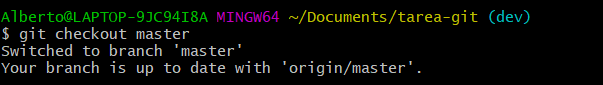 Alberto@LAPTOP-9JC94I8A MINGW64 ~/Documents/tarea-git (dev)
$ git checkout master
Switched to branch 'master'
Your branch is up to date with 'origin/master'.